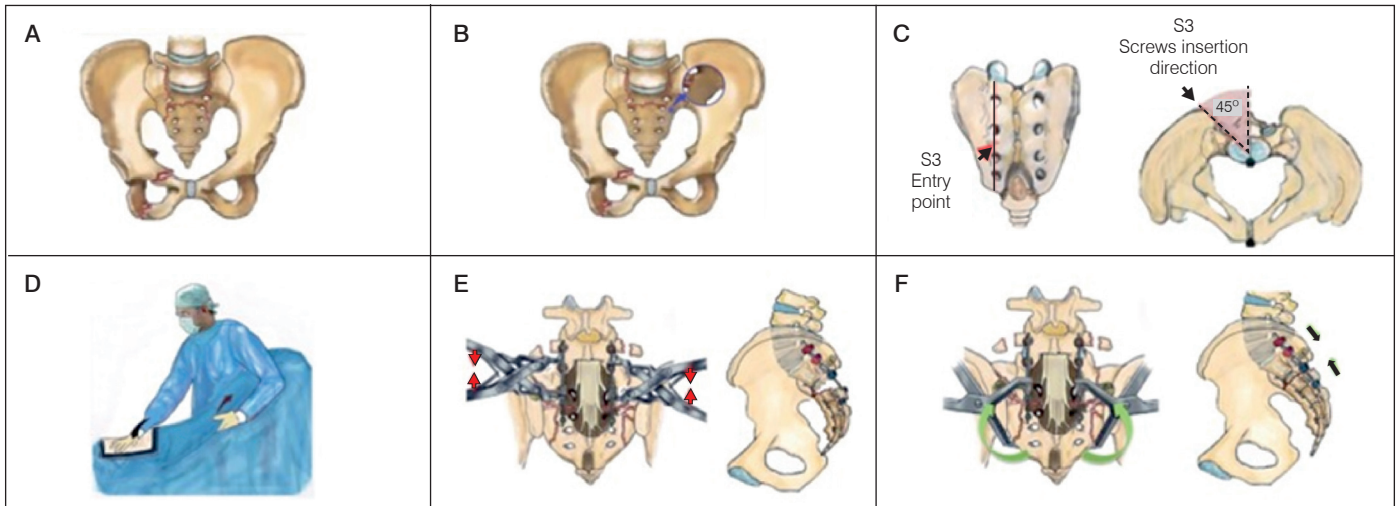 A
B
C
S3
Screws insertion
direction
45°
S3
Entry
point
D
E
F